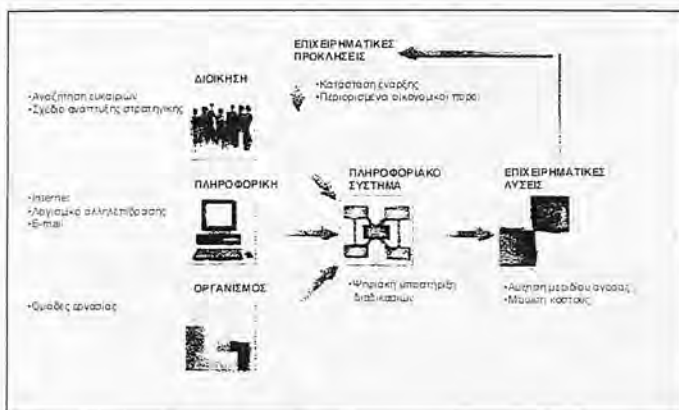 ΕΠΙΧΕΙΡΗΜΑΤΙΚΕΣ
ΠΡΟΚΛΗΣΕΙΣ
•Κατάσταση έναρξης
•Περιορισμένοι οικονομικοί πόροι
ΔΙΟΙΚΗΣΗ
•Αναζήτηση ευκαιριών
•Σχέδιο ανάπτυξης στρατηγικής
ΠΛΗΡΟΦΟΡΙΚΗ
•Internet
•Λογισμικό αλληλεπίδρασης
•E-mail
ΟΡΓΑΝΙΣΜΟΣ
•Ομάδες εργασίας
ΠΛΗΡΟΦΟΡΙΑΚΟ
ΣΥΣΤΗΜΑ
•Ψηφιακή υποστήριξη
διαδικασιών
ΕΠΙΧΕΙΡΗΜΑΤΙΚΕΣ
ΛΥΣΕΙΣ
•Αύξηση μεριδίου αγοράς
•Μείωση κόστους